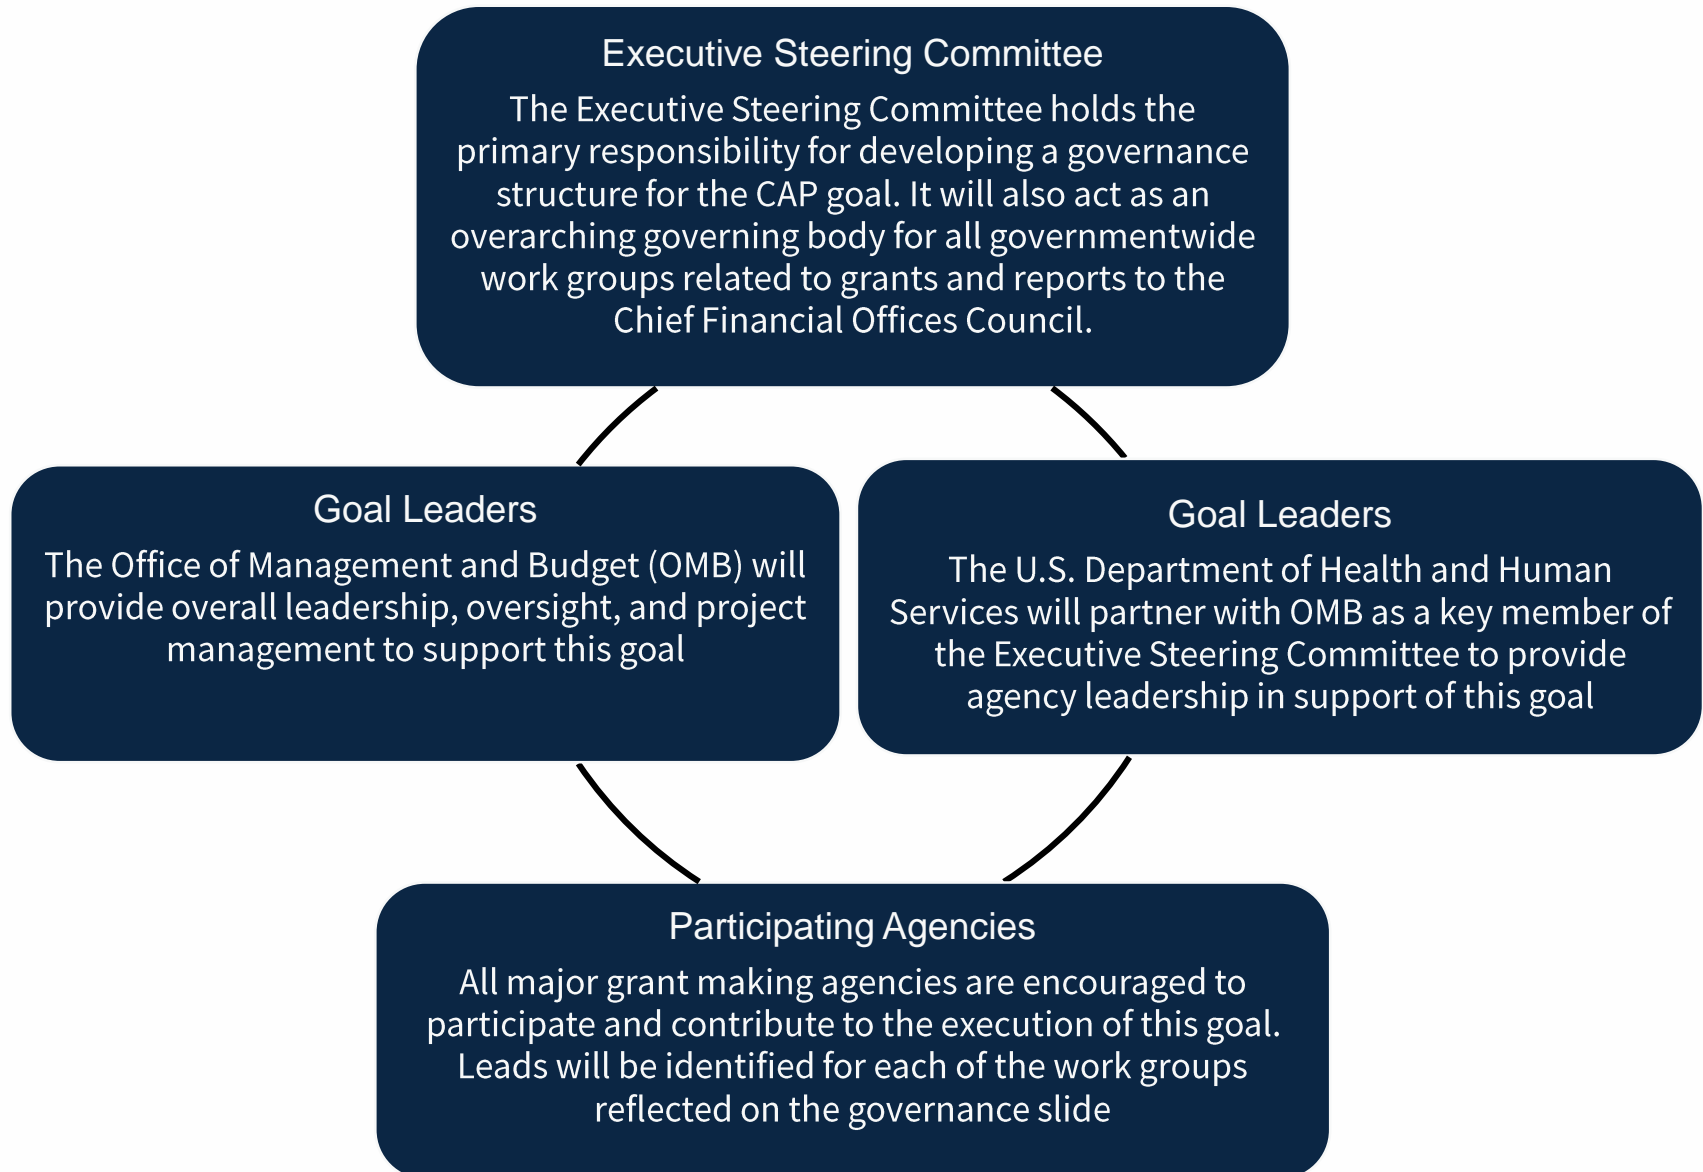 Executive Steering Committee
The Executive Steering Committee holds the
primary responsibility for developing a governance
structure for the CAP goal. It will also act as an
overarching governing body for all governmentwide
work groups related to grants and reports to the
Chief Financial Offices Council.
Goal Leaders
The Office of Management and Budget (OMB) will
provide overall leadership, oversight, and project
management to support this goal
Goal Leaders
The U.S. Department of Health and Human
Services will partner with OMB as a key member of
the Executive Steering Committee to provide
agency leadership in support of this goal
Participating Agencies
All major grant making agencies are encouraged to
participate and contribute to the execution of this goal.
Leads will be identified for each of the work groups
reflected on the governance slide